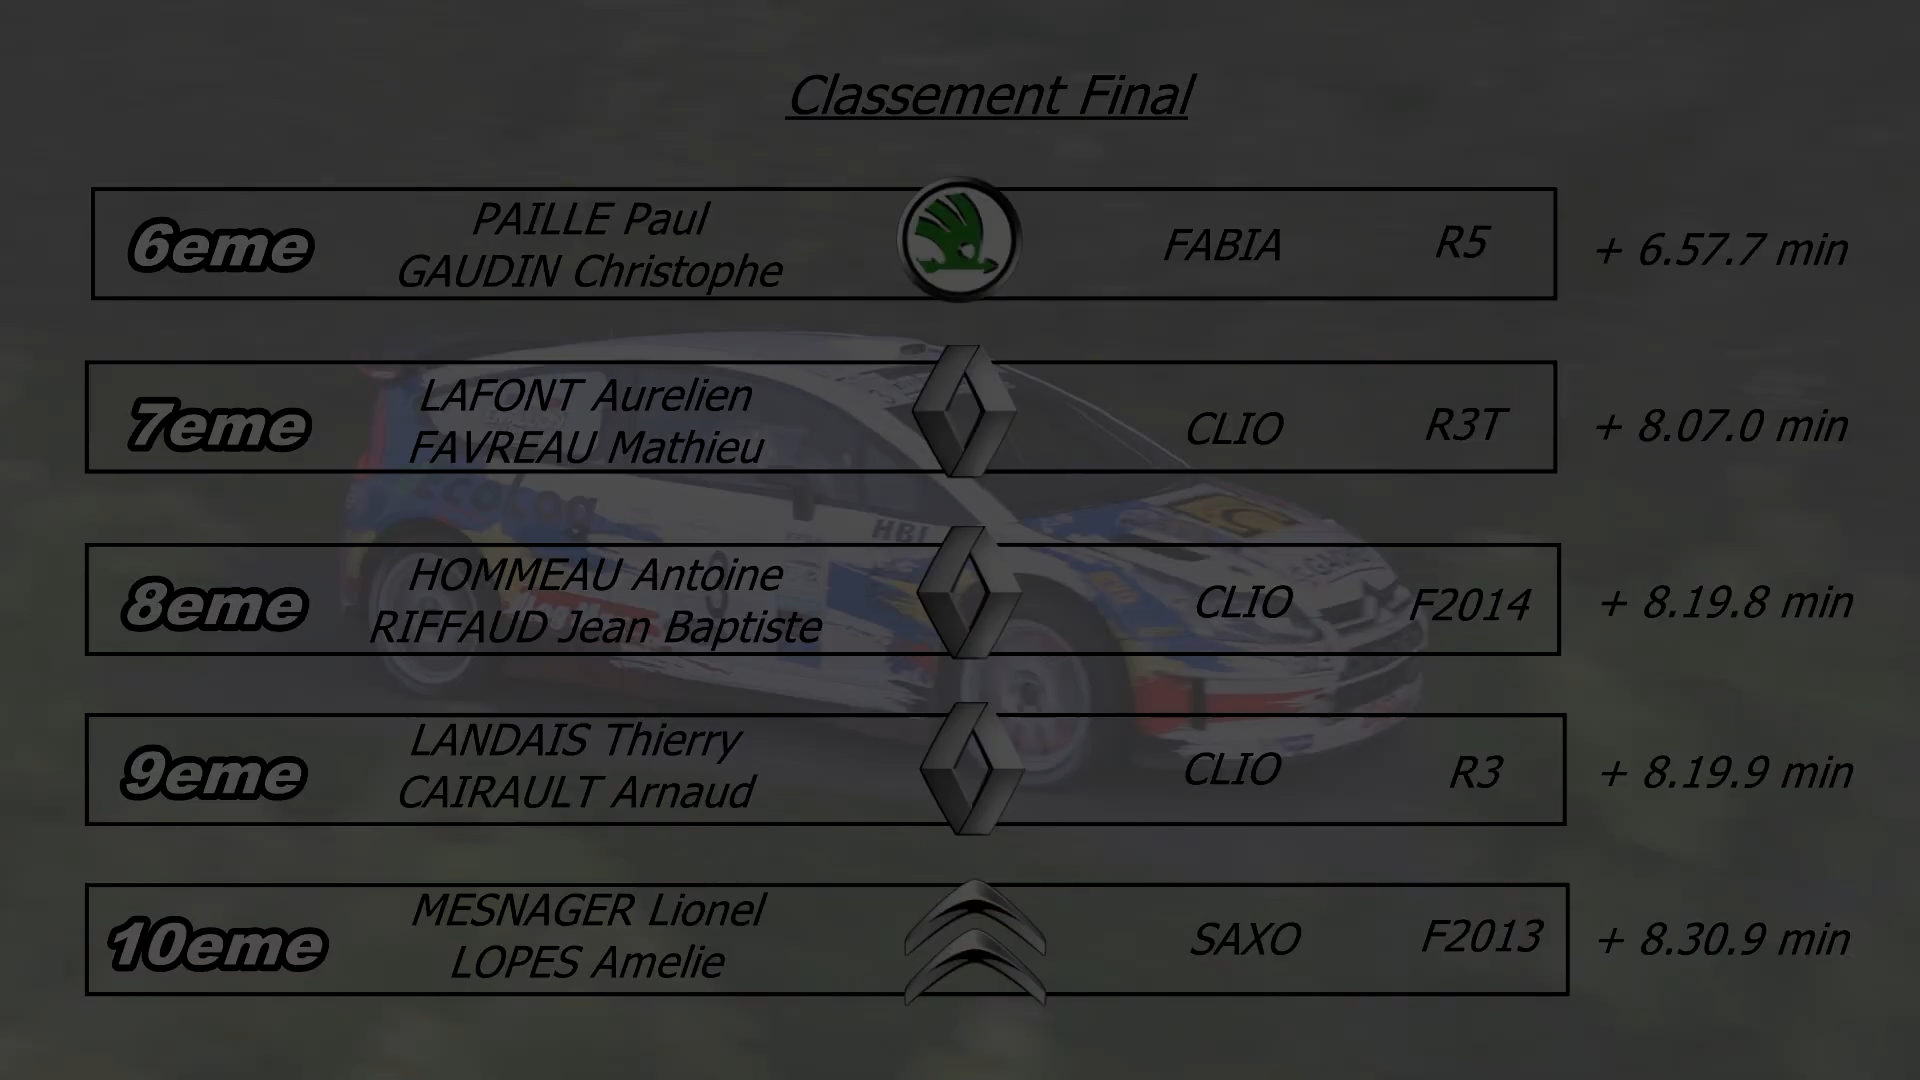 Classement Final
6eme
PAILLE Paul
GAUDIN Christophe
FABIA
R5
+ 6.57.7 min
7eme
LAFONT Aurelien
FAVREAU Mathieu
CLIO
R3T
+ 8.07.0 min
8eme
HOMMEAU Antoine
RIFFAUD Jean Baptiste
CLIO
F2014
+ 8.19.8 min
9eme
LANDAIS Thierry
CAIRAULT Arnaud
CLIO
R3
+ 8.19.9 min
10eme
MESNAGER Lionel
LOPES Amelie
SAXO
F2013
+ 8.30.9 min
EcoLog
HBI